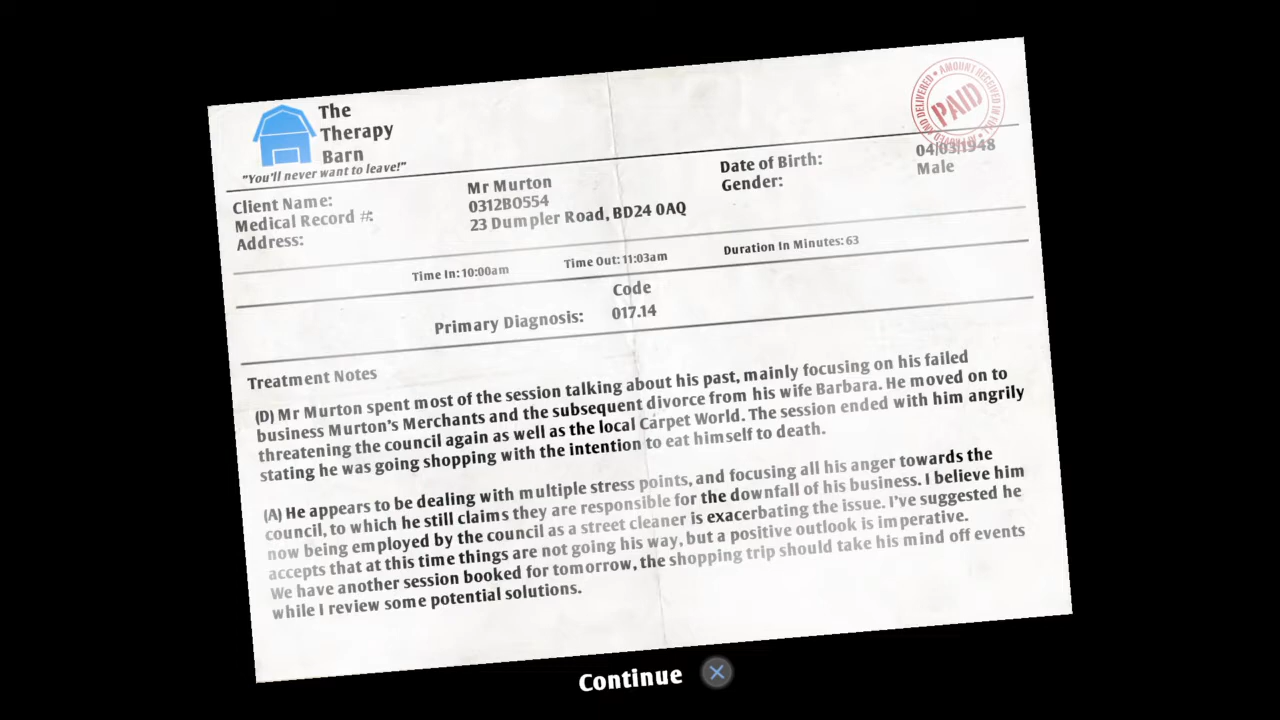 The
Therapy
Barn
"You'll never want to leave!"
AND DELIVERED • AMOUNT RECEIVED IN FULL
PAID
Client Name: Mr Murton Date of Birth: 04/03/1948
Medical Record #: 0312BO554 Gender: Male
Address: 23 Dumpler Road, BD24 0AQ
Time In: 10:00am Time Out: 11:03am Duration In Minutes: 63
Code
Primary Diagnosis: 017.14
Treatment Notes
(D) Mr Murton spent most of the session talking about his past, mainly focusing on his failed
business Murton's Merchants and the subsequent divorce from his wife Barbara. He moved on to
threatening the council again as well as the local Carpet World. The session ended with him angrily
stating he was going shopping with the intention to eat himself to death.
(A) He appears to be dealing with multiple stress points, and focusing all his anger towards the
council, to which he still claims they are responsible for the downfall of his business. I believe him
now being employed by the council as a street cleaner is exacerbating the issue. I've suggested he
accepts that at this time things are not going his way, but a positive outlook is imperative.
We have another session booked for tomorrow, the shopping trip should take his mind off events
while I review some potential solutions.
Continue